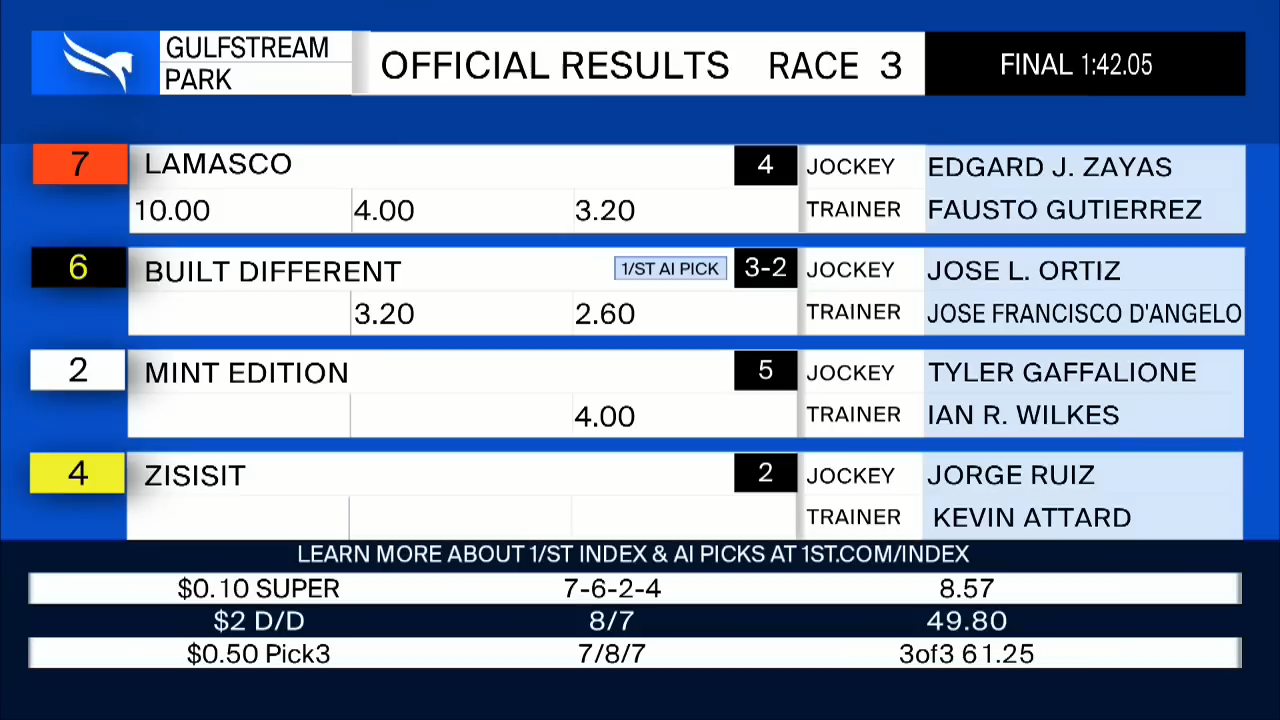 GULFSTREAM
PARK
OFFICIAL RESULTS RACE 3
FINAL 1:42.05
7 LAMASCO 4 JOCKEY EDGARD J. ZAYAS
10.00 4.00 3.20 TRAINER FAUSTO GUTIERREZ
6 BUILT DIFFERENT 1/ST AI PICK 3-2 JOCKEY JOSE L. ORTIZ
3.20 2.60 TRAINER JOSE FRANCISCO D'ANGELO
2 MINT EDITION 5 JOCKEY TYLER GAFFALIONE
4.00 TRAINER IAN R. WILKES
4 ZISISIT 2 JOCKEY JORGE RUIZ
TRAINER KEVIN ATTARD
LEARN MORE ABOUT 1/ST INDEX & AI PICKS AT 1ST.COM/INDEX
$0.10 SUPER 7-6-2-4 8.57
$2 D/D 8/7 49.80
$0.50 Pick3 7/8/7 3of3 61.25